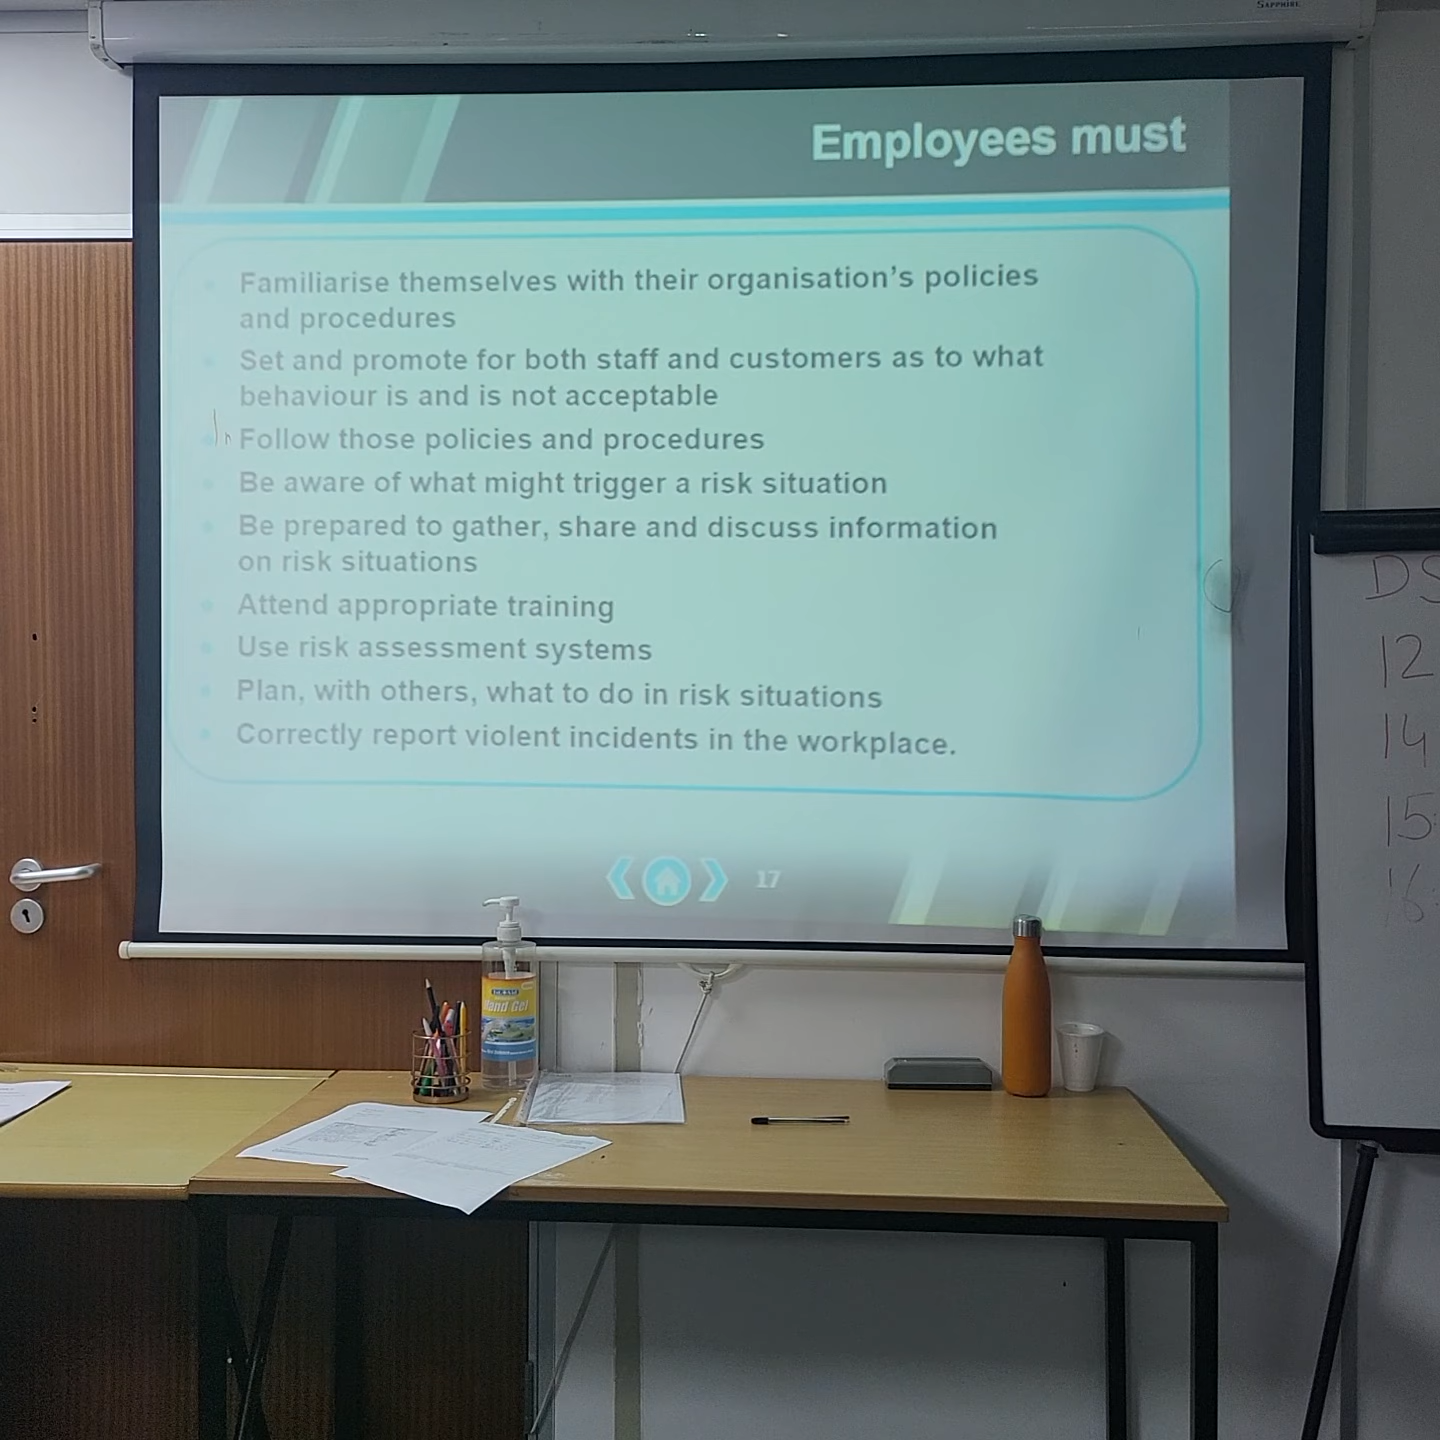 SAPPHIRE
Employees must
Familiarise themselves with their organisation's policies
and procedures
Set and promote for both staff and customers as to what
behaviour is and is not acceptable
Follow those policies and procedures
Be aware of what might trigger a risk situation
Be prepared to gather, share and discuss information
on risk situations
Attend appropriate training
Use risk assessment systems
Plan, with others, what to do in risk situations
Correctly report violent incidents in the workplace.
17
DS
12
14
15:
16:
Hand Gel